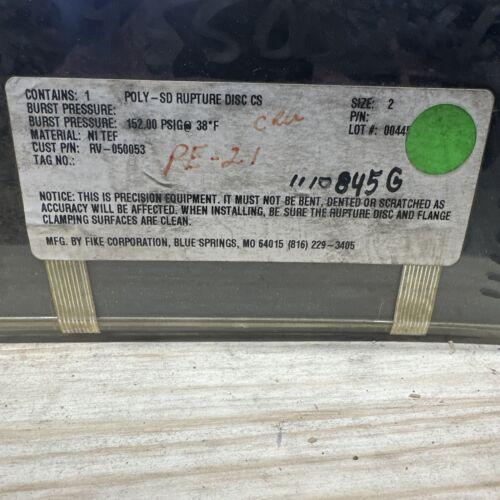 CONTAINS: 1 POLY-SD RUPTURE DISC CS SIZE: 2
BURST PRESSURE: P/N:
BURST PRESSURE: 152.00 PSIG@ 38°F CRU LOT #: 0044
MATERIAL: NI TEF
CUST P/N: RV-050053
TAG NO.: PE-21
1110845G
NOTICE: THIS IS PRECISION EQUIPMENT. IT MUST NOT BE BENT, DENTED OR SCRATCHED AS
ACCURACY WILL BE AFFECTED. WHEN INSTALLING, BE SURE THE RUPTURE DISC AND FLANGE
CLAMPING SURFACES ARE CLEAN.
MFG. BY FIKE CORPORATION, BLUE SPRINGS, MO 64015 (816) 229-3405